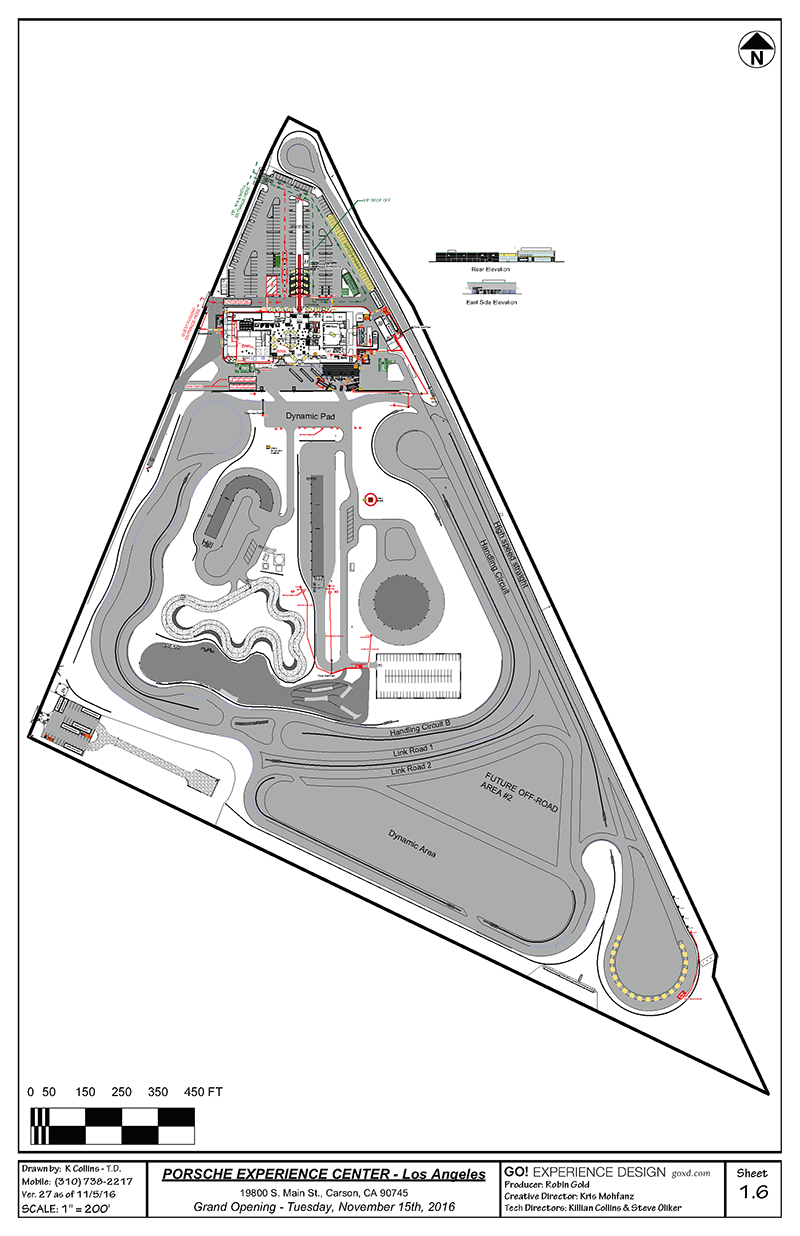 N
VIP DROP OFF
Rear Elevation
East Side Elevation
Dynamic Pad
High speed straight
Handling Circuit
Hill
Handling Circuit B
Link Road 1
Link Road 2
FUTURE OFF-ROAD
AREA #2
Dynamic Area
0 50 150 250 350 450 FT
Drawn by: K Collins - T.D.
Mobile: (310) 738-2217
Ver. 27 as of 11/5/16
SCALE: 1" = 200'
PORSCHE EXPERIENCE CENTER - Los Angeles
19800 S. Main St., Carson, CA 90745
Grand Opening - Tuesday, November 15th, 2016
GO! EXPERIENCE DESIGN goxd.com
Producer: Robin Gold
Creative Director: Kris Mohfanz
Tech Directors: Killian Collins & Steve Oliker
Sheet
1.6